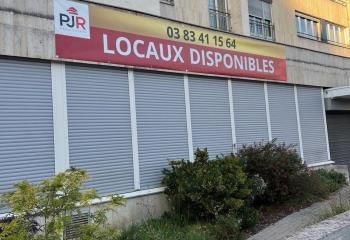 PJR
03 83 41 15 64
LOCAUX DISPONIBLES